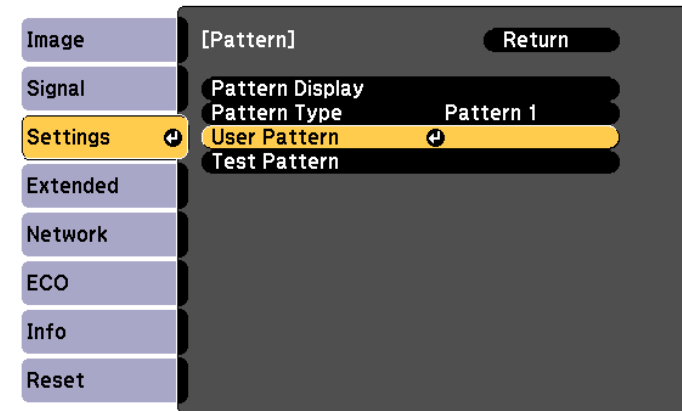 Image
Signal
Settings
Extended
Network
ECO
Info
Reset
[Pattern] Return
Pattern Display
Pattern Type Pattern 1
User Pattern
Test Pattern